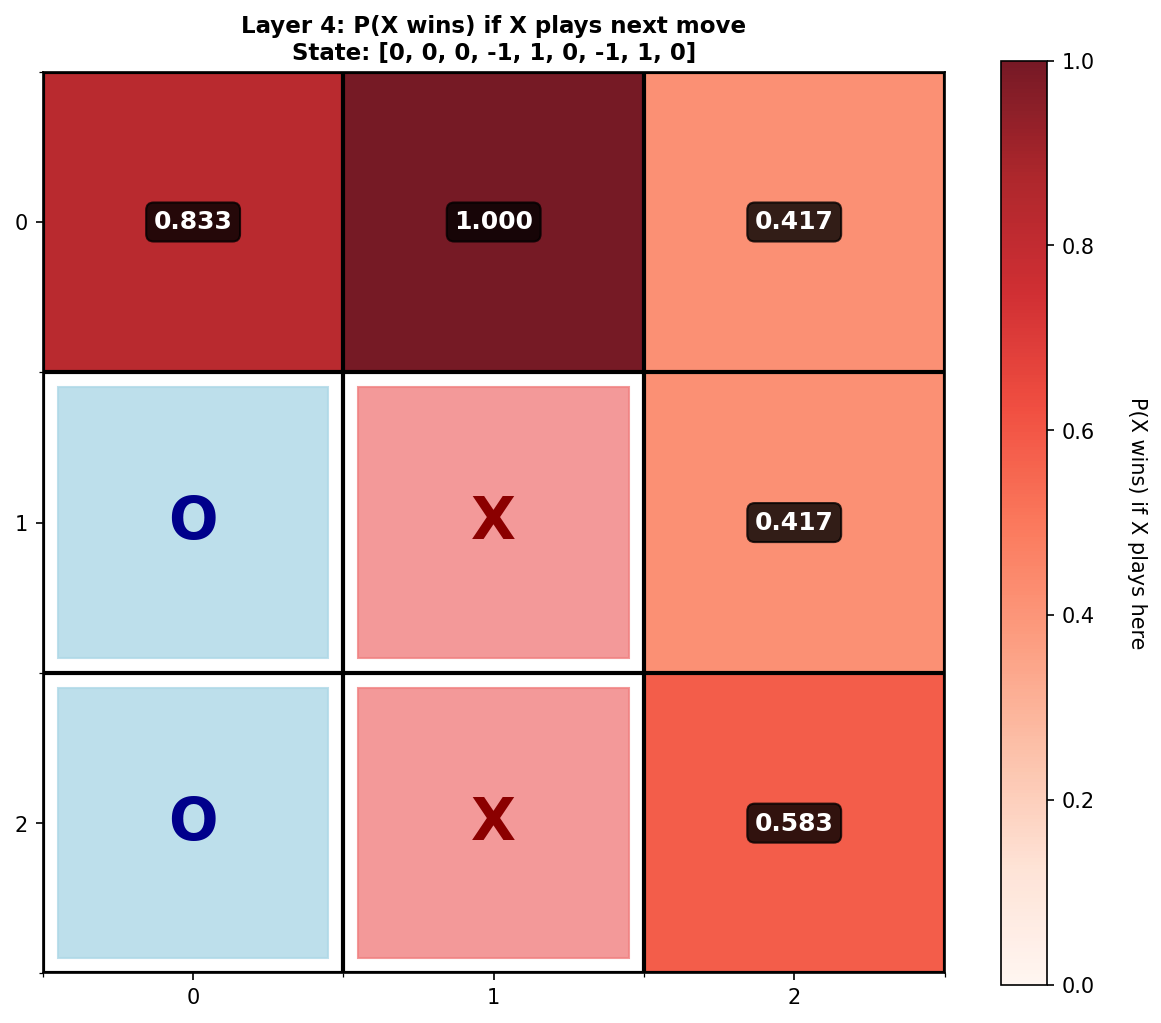 Layer 4: P(X wins) if X plays next move
State: [0, 0, 0, -1, 1, 0, -1, 1, 0]
0.833 1.000 0.417
O X 0.417
O X 0.583
0
1
2
0 1 2
1.0
0.8
0.6
0.4
0.2
0.0
P(X wins) if X plays here